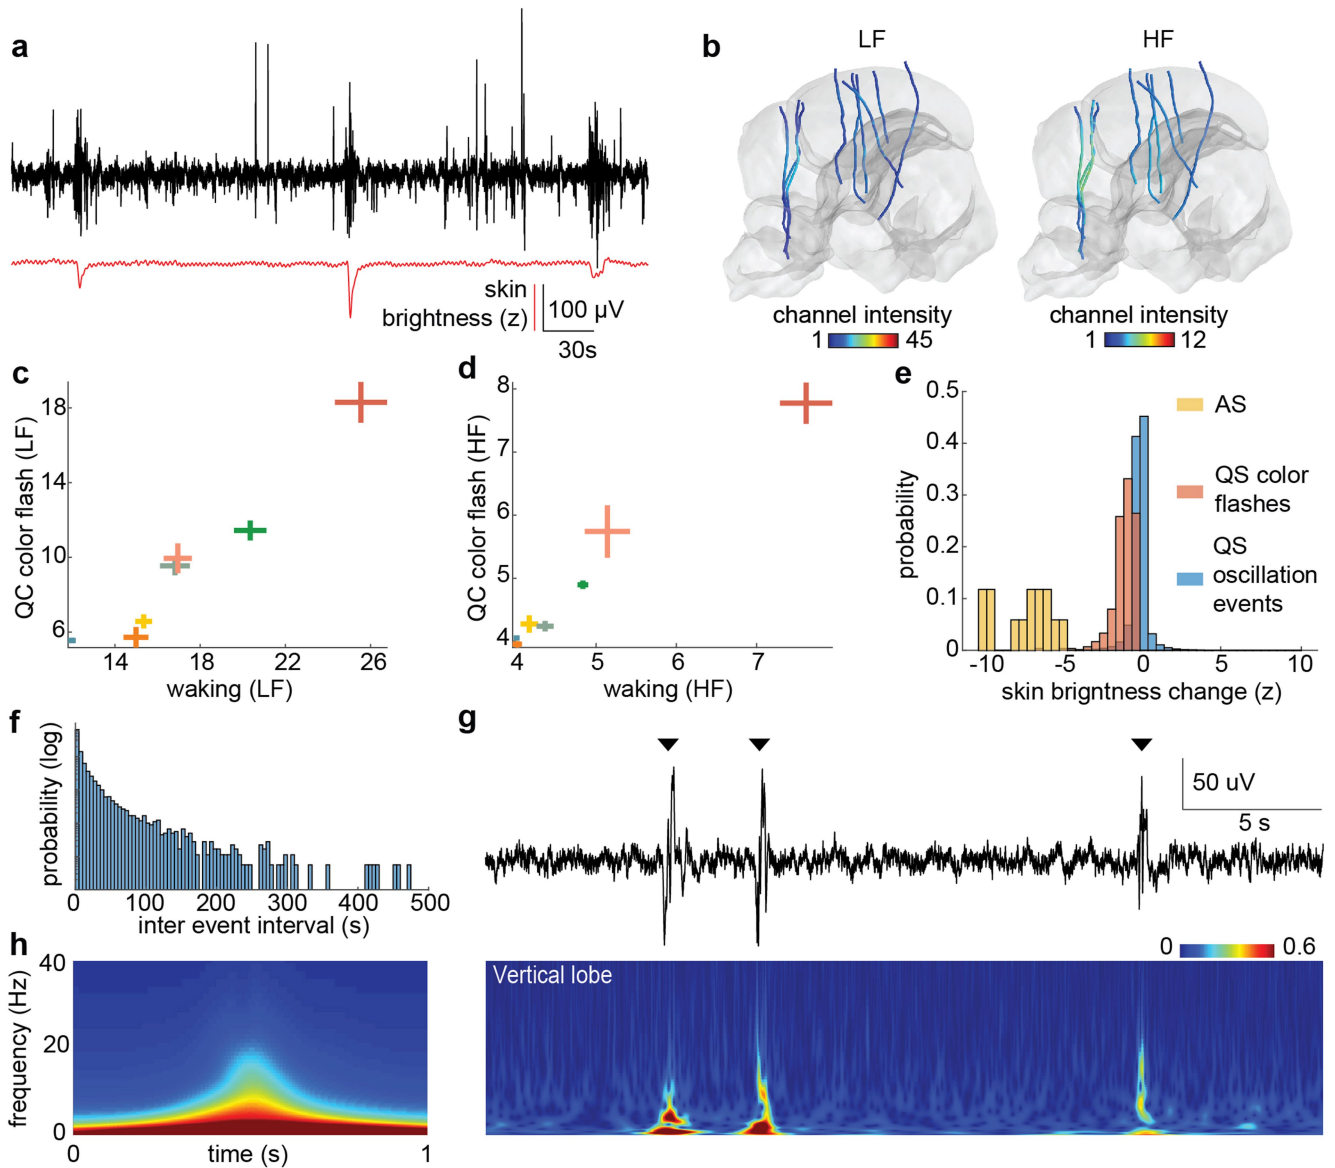 a
skin
brightness (z)
100 µV
30s
b
LF
HF
channel intensity
1
45
channel intensity
1
12
c
QC color flash (LF)
18
14
10
6
14
18
22
26
waking (LF)
d
QC color flash (HF)
8
7
6
5
4
4
5
6
7
waking (HF)
e
probability
0.5
0.4
0.3
0.2
0.1
0
-10
-5
0
5
10
skin brigntness change (z)
AS
QS color
flashes
QS
oscillation
events
f
probability (log)
0
100
200
300
400
500
inter event interval (s)
g
50 uV
5 s
0
0.6
Vertical lobe
h
frequency (Hz)
40
20
0
0
1
time (s)